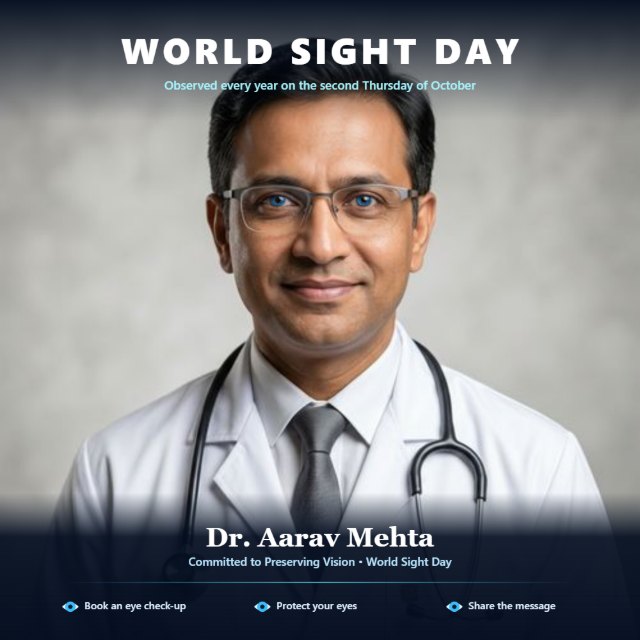 WORLD SIGHT DAY
Observed every year on the second Thursday of October
Dr. Aarav Mehta
Committed to Preserving Vision • World Sight Day
Book an eye check-up
Protect your eyes
Share the message